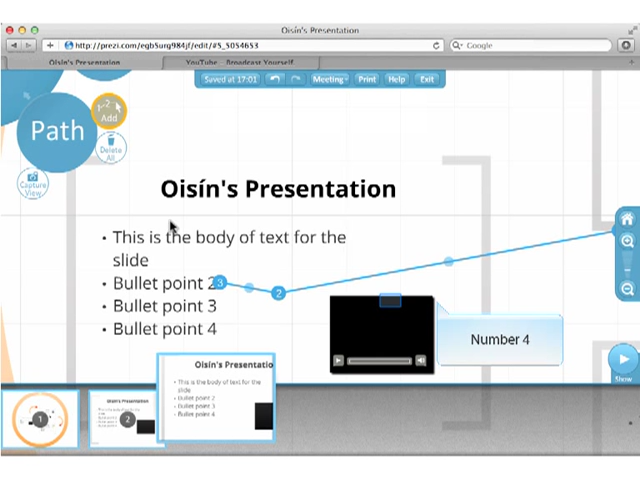 Oisín's Presentation
http://prezi.com/egb5urg984jf/edit/#5_5054653
Google
Oisín's Presentation
YouTube – Broadcast Yourself.
Saved at 17:01
Meeting
Print
Help
Exit
Path
1 2
Add
Delete
All
Capture
View
Oisín's Presentation
• This is the body of text for the
slide
• Bullet point 2
3
2
• Bullet point 3
• Bullet point 4
Number 4
Show
1
2
Oisín's Presentatio
• This is the body of text for the
slide
• Bullet point 2
• Bullet point 3
• Bullet point 4